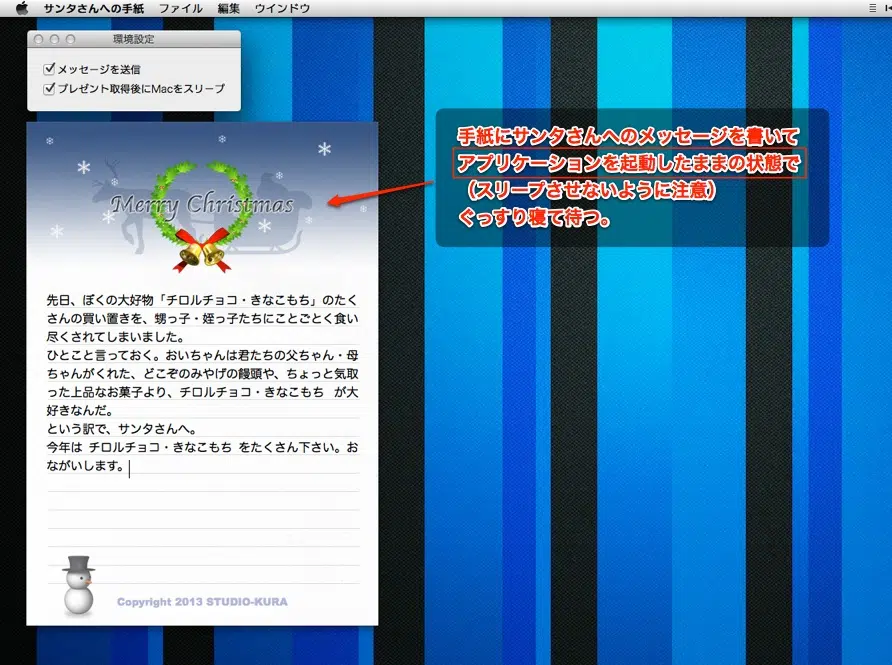 サンタさんへの手紙 ファイル 編集 ウインドウ
環境設定
メッセージを送信
プレゼント取得後にMacをスリープ
手紙にサンタさんへのメッセージを書いて
アプリケーションを起動したままの状態で
（スリープさせないように注意）
ぐっすり寝て待つ。
Merry Christmas
先日、ぼくの大好物「チロルチョコ・きなこもち」のたく
さんの買い置きを、甥っ子・姪っ子たちにことごとく食い
尽くされてしまいました。
ひとこと言っておく。おいちゃんは君たちの父ちゃん・母
ちゃんがくれた、どこぞのみやげの饅頭や、ちょっと気取
った上品なお菓子より、チロルチョコ・きなこもち が大
好きなんだ。
という訳で、サンタさんへ。
今年は チロルチョコ・きなこもち をたくさん下さい。お
ながいします。
Copyright 2013 STUDIO-KURA